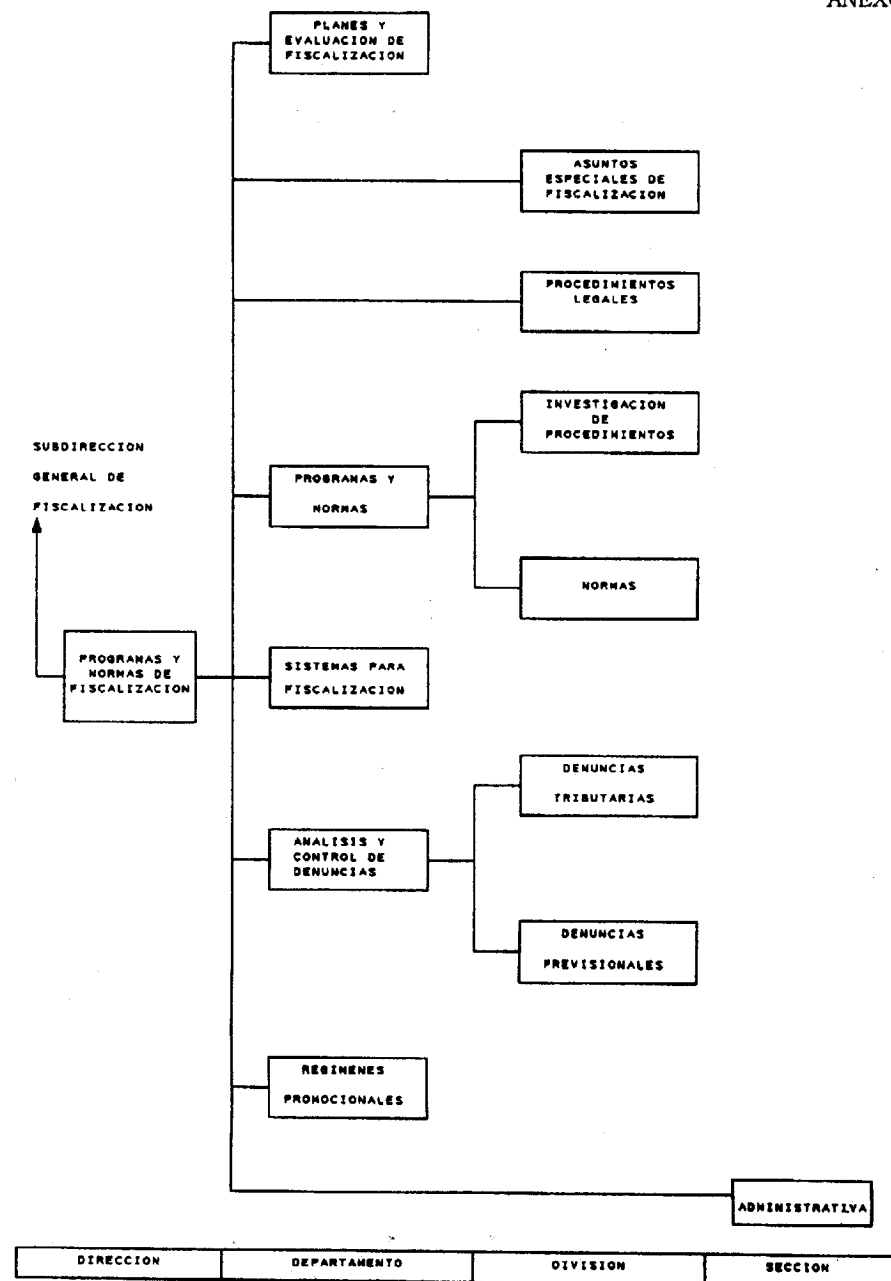 PLANES Y
EVALUACION DE
FISCALIZACION
ASUNTOS
ESPECIALES DE
FISCALIZACION
PROCEDIMIENTOS
LEGALES
INVESTIGACION
DE
PROCEDIMIENTOS
SUBDIRECCION
GENERAL DE
FISCALIZACION
PROGRAMAS Y
NORMAS
NORMAS
PROGRAMAS Y
NORMAS DE
FISCALIZACION
SISTEMAS PARA
FISCALIZACION
DENUNCIAS
TRIBUTARIAS
ANALISIS Y
CONTROL DE
DENUNCIAS
DENUNCIAS
PREVISIONALES
REGIMENES
PROMOCIONALES
ADMINISTRATIVA
DIRECCION DEPARTAMENTO DIVISION SECCION